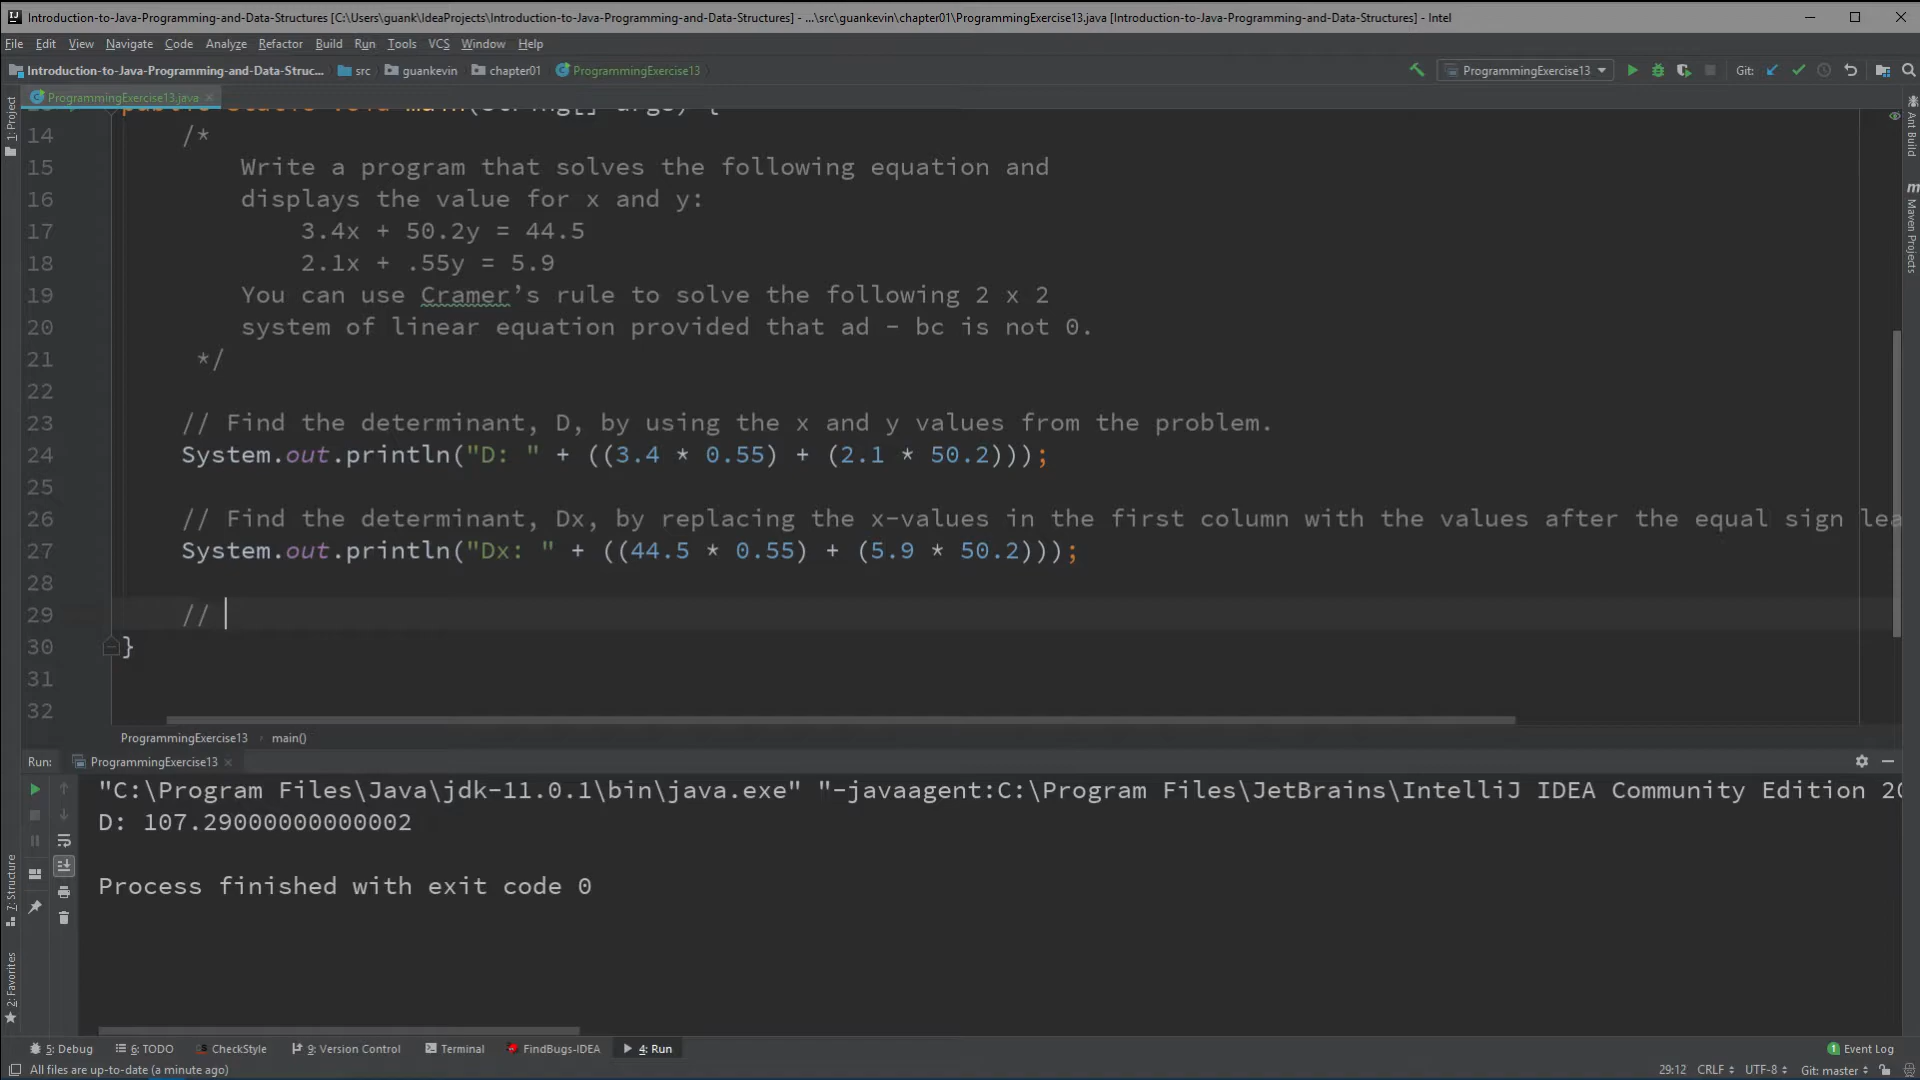 Introduction-to-Java-Programming-and-Data-Structures [C:\Users\guank\IdeaProjects\Introduction-to-Java-Programming-and-Data-Structures] - ...\src\guankevin\chapter01\ProgrammingExercise13.java [Introduction-to-Java-Programming-and-Data-Structures] - Intel
File Edit View Navigate Code Analyze Refactor Build Run Tools VCS Window Help
Introduction-to-Java-Programming-and-Data-Struc... src guankevin chapter01 ProgrammingExercise13 ProgrammingExercise13 Git:
ProgrammingExercise13.java
14 /*
15 Write a program that solves the following equation and
16 displays the value for x and y:
17 3.4x + 50.2y = 44.5
18 2.1x + .55y = 5.9
19 You can use Cramer’s rule to solve the following 2 x 2
20 system of linear equation provided that ad - bc is not 0.
21 */
22
23 // Find the determinant, D, by using the x and y values from the problem.
24 System.out.println("D: " + ((3.4 * 0.55) + (2.1 * 50.2)));
25
26 // Find the determinant, Dx, by replacing the x-values in the first column with the values after the equal sign lea
27 System.out.println("Dx: " + ((44.5 * 0.55) + (5.9 * 50.2)));
28
29 //
30 }
31
32
ProgrammingExercise13 main()
Run: ProgrammingExercise13
"C:\Program Files\Java\jdk-11.0.1\bin\java.exe" "-javaagent:C:\Program Files\JetBrains\IntelliJ IDEA Community Edition 20
D: 107.29000000000002
Process finished with exit code 0
5: Debug 6: TODO CheckStyle 9: Version Control Terminal FindBugs-IDEA 4: Run Event Log
All files are up-to-date (a minute ago) 29:12 CRLF UTF-8 Git: master
1: Project
7: Structure
2: Favorites
Ant Build
Maven Projects